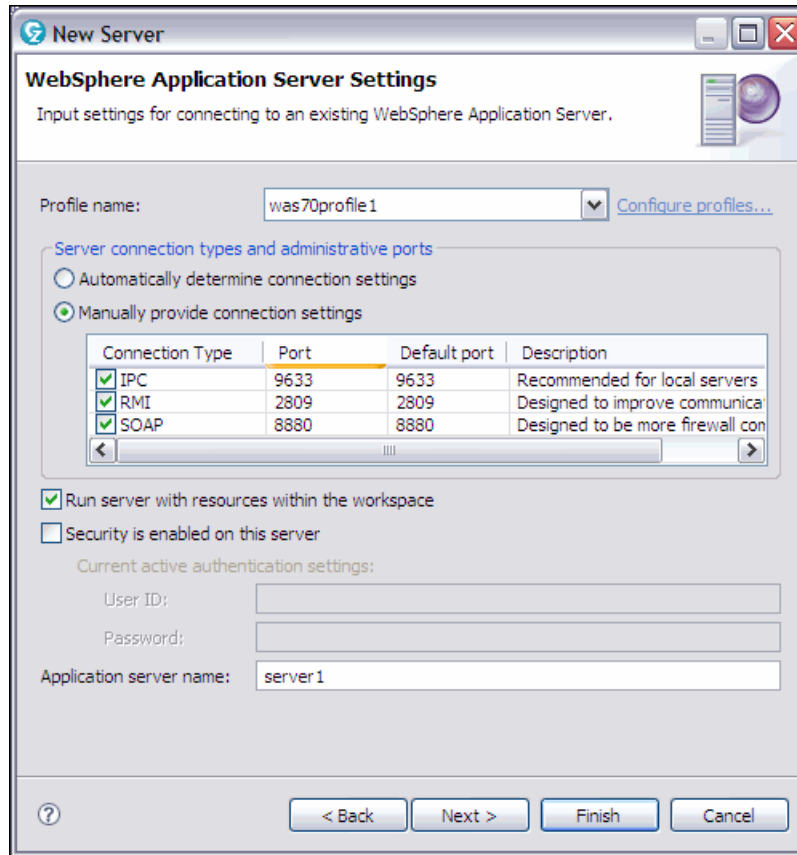 New Server
WebSphere Application Server Settings
Input settings for connecting to an existing WebSphere Application Server.
Profile name: was70profile1 Configure profiles...
Server connection types and administrative ports
Automatically determine connection settings
Manually provide connection settings
Connection Type Port Default port Description
IPC 9633 9633 Recommended for local servers
RMI 2809 2809 Designed to improve communica
SOAP 8880 8880 Designed to be more firewall com
Run server with resources within the workspace
Security is enabled on this server
Current active authentication settings:
User ID:
Password:
Application server name: server1
< Back Next > Finish Cancel